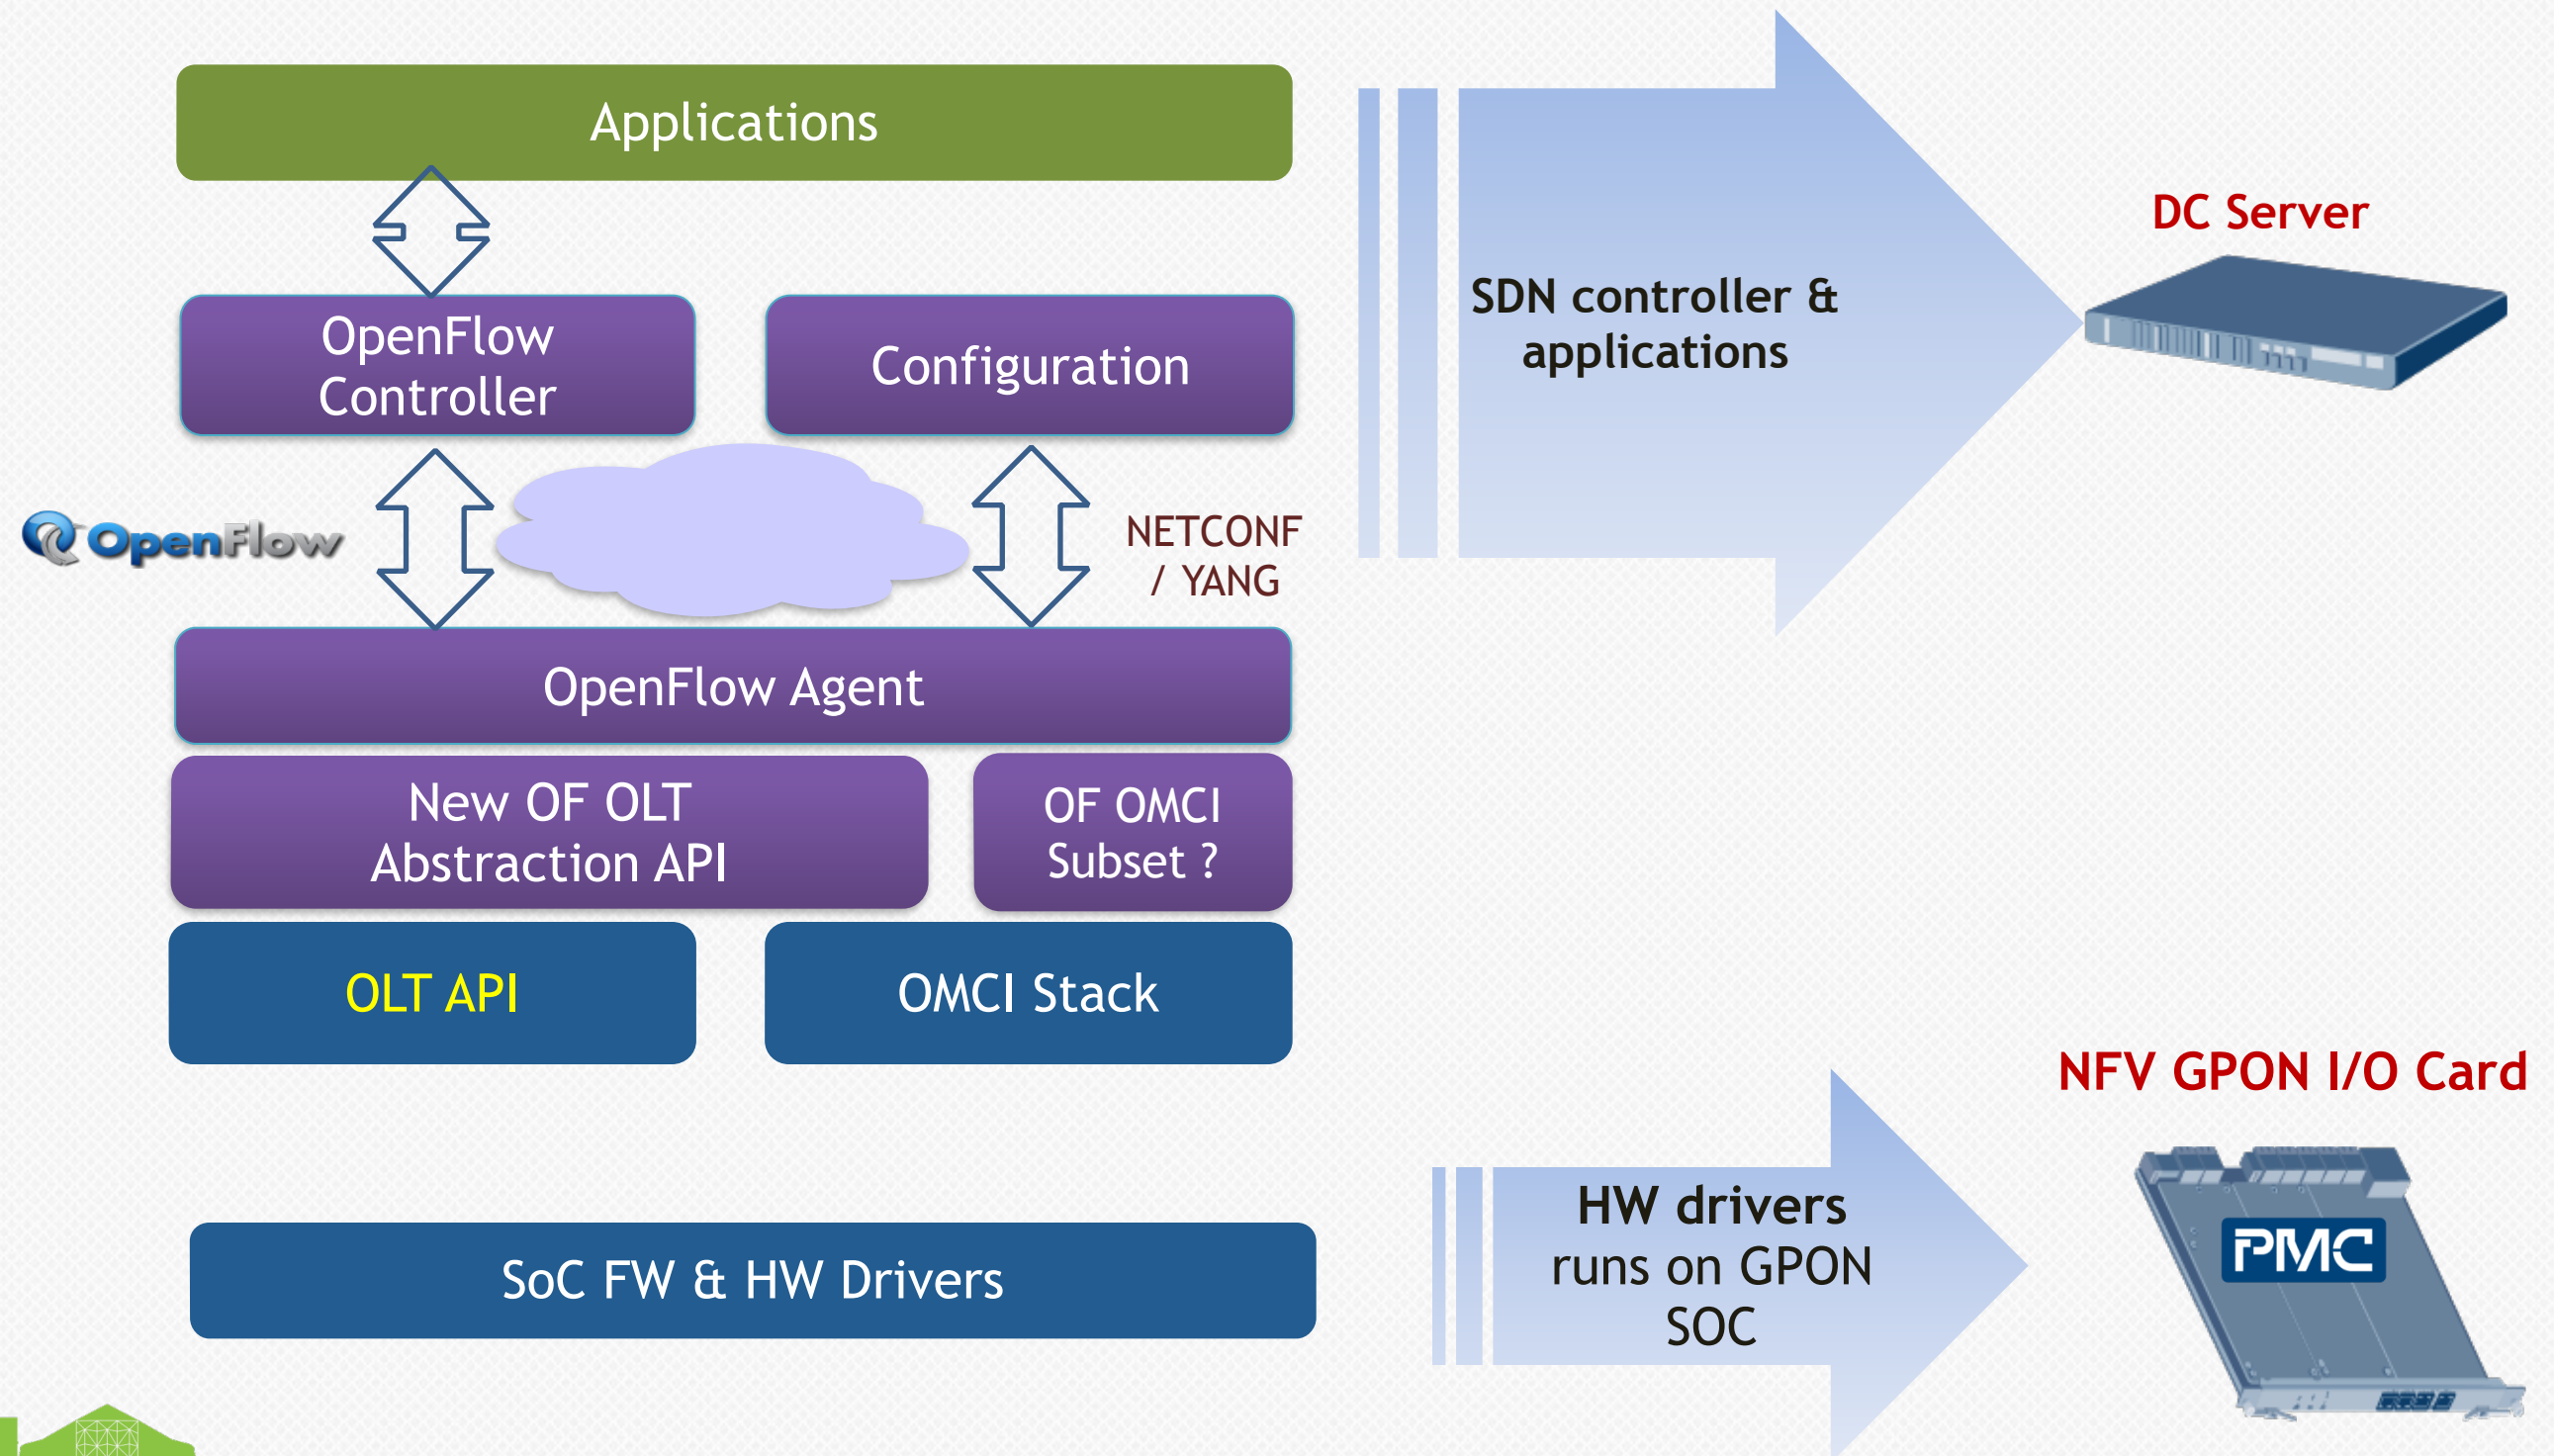 Applications
OpenFlow
Controller
Configuration
OpenFlow
NETCONF
/ YANG
OpenFlow Agent
New OF OLT
Abstraction API
OF OMCI
Subset ?
OLT API
OMCI Stack
SoC FW & HW Drivers
SDN controller &
applications
DC Server
HW drivers
runs on GPON
SOC
NFV GPON I/O Card
PMC